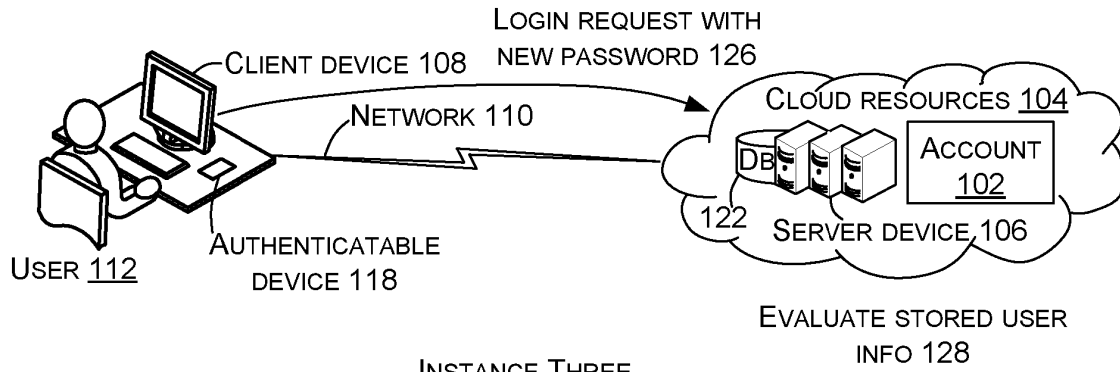 LOGIN REQUEST WITH
NEW PASSWORD 126
CLIENT DEVICE 108
NETWORK 110
CLOUD RESOURCES 104
DB
ACCOUNT
102
122
SERVER DEVICE 106
AUTHENTICATABLE
DEVICE 118
USER 112
EVALUATE STORED USER
INFO 128
INSTANCE THREE